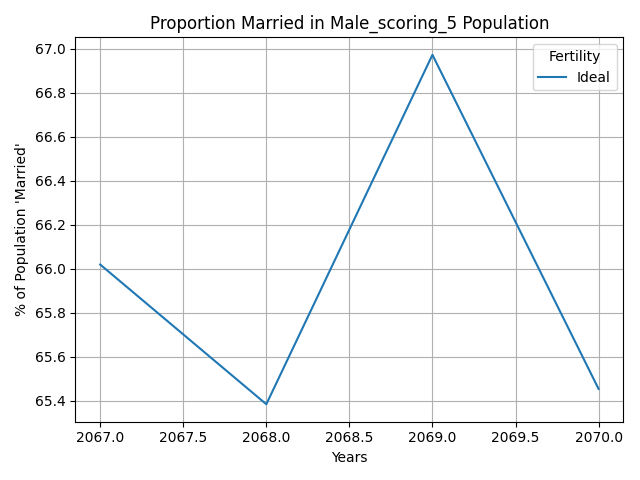 Proportion Married in Male_scoring_5 Population
Fertility
Ideal
% of Population 'Married'
67.0
66.8
66.6
66.4
66.2
66.0
65.8
65.6
65.4
2067.0 2067.5 2068.0 2068.5 2069.0 2069.5 2070.0
Years